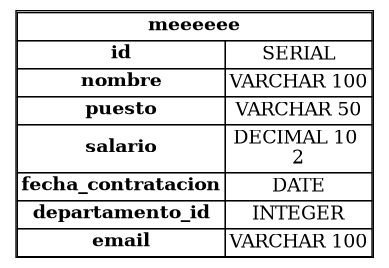 meeeeee
id SERIAL
nombre VARCHAR 100
puesto VARCHAR 50
salario DECIMAL 10
2
fecha_contratacion DATE
departamento_id INTEGER
email VARCHAR 100